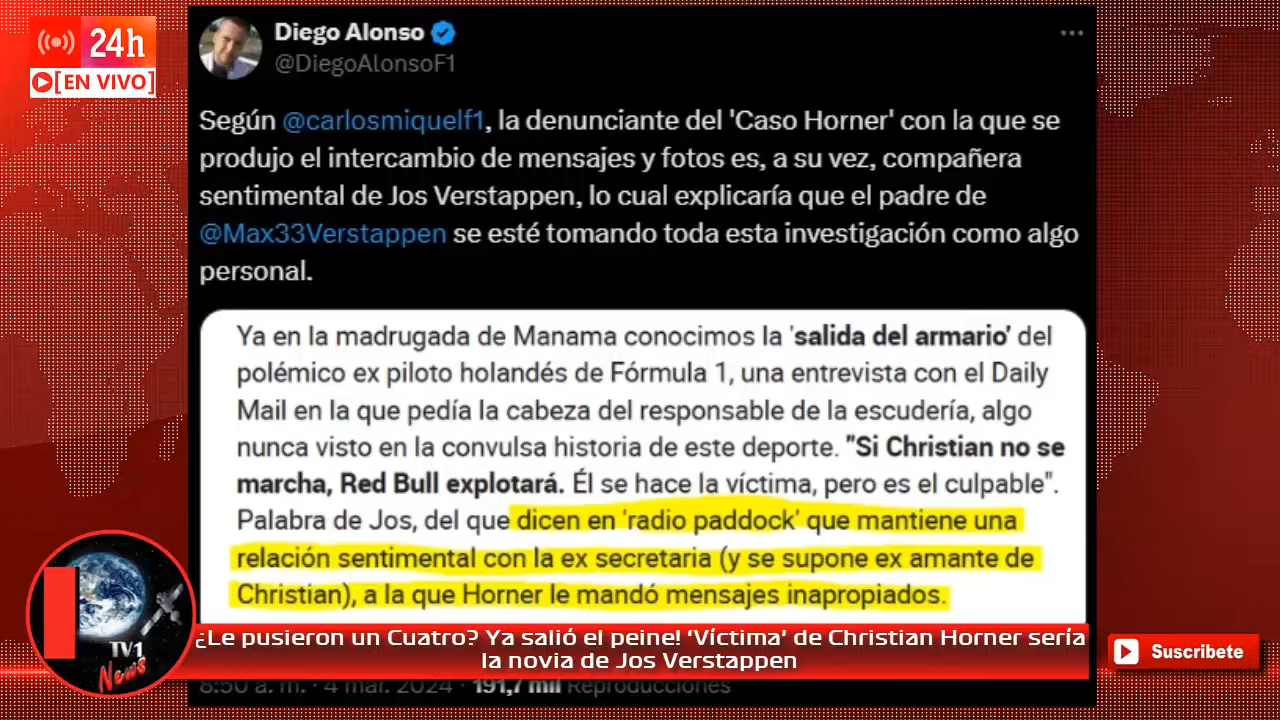 24h
[EN VIVO]
Diego Alonso
@DiegoAlonsoF1
Según @carlosmiquelf1, la denunciante del 'Caso Horner' con la que se
produjo el intercambio de mensajes y fotos es, a su vez, compañera
sentimental de Jos Verstappen, lo cual explicaría que el padre de
@Max33Verstappen se esté tomando toda esta investigación como algo
personal.
Ya en la madrugada de Manama conocimos la 'salida del armario' del
polémico ex piloto holandés de Fórmula 1, una entrevista con el Daily
Mail en la que pedía la cabeza del responsable de la escudería, algo
nunca visto en la convulsa historia de este deporte. "Si Christian no se
marcha, Red Bull explotará. Él se hace la víctima, pero es el culpable".
Palabra de Jos, del que dicen en 'radio paddock' que mantiene una
relación sentimental con la ex secretaria (y se supone ex amante de
Christian), a la que Horner le mandó mensajes inapropiados.
¿Le pusieron un Cuatro? Ya salió el peine! ‘Víctima’ de Christian Horner sería
la novia de Jos Verstappen
TV1
News
Suscribete
8:50 a. m. · 4 mar. 2024 · 191,7 mil Reproducciones